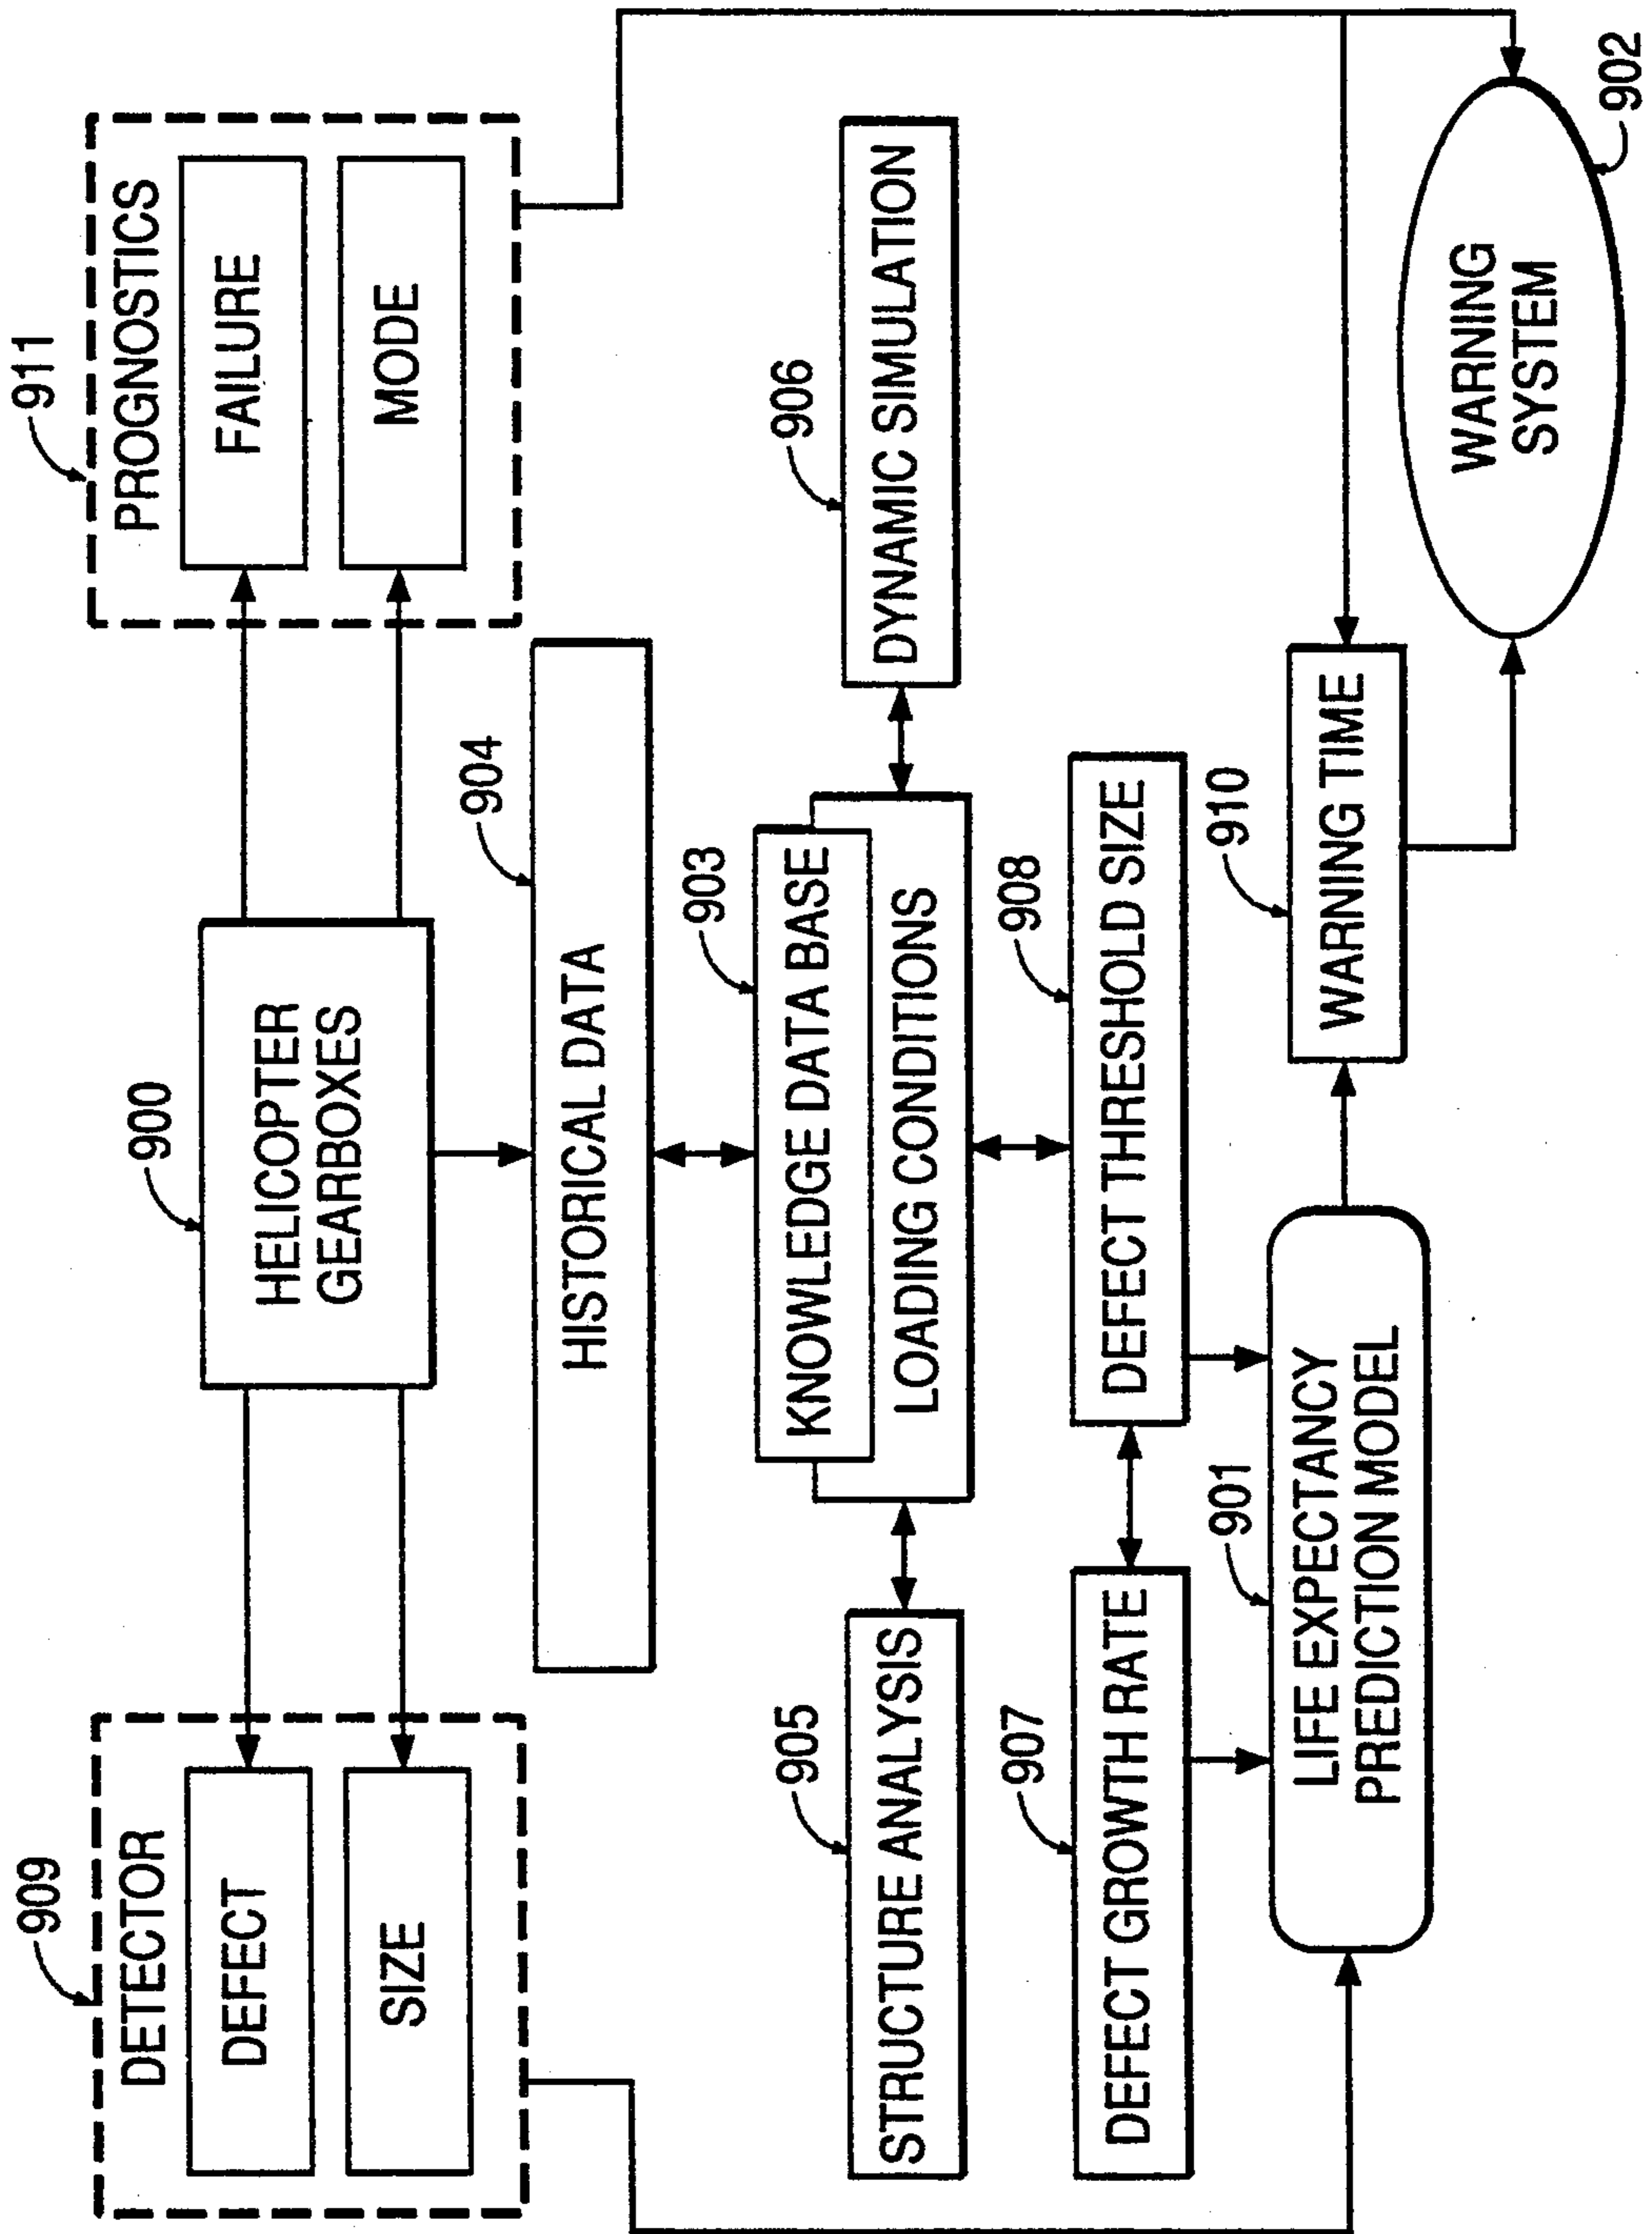 909
DETECTOR
DEFECT
SIZE
900
HELICOPTER
GEARBOXES
911
PROGNOSTICS
FAILURE
MODE
904
HISTORICAL DATA
903
KNOWLEDGE DATA BASE
LOADING CONDITIONS
905
STRUCTURE ANALYSIS
906
DYNAMIC SIMULATION
907
DEFECT GROWTH RATE
908
DEFECT THRESHOLD SIZE
901
LIFE EXPECTANCY
PREDICTION MODEL
910
WARNING TIME
WARNING
SYSTEM
902